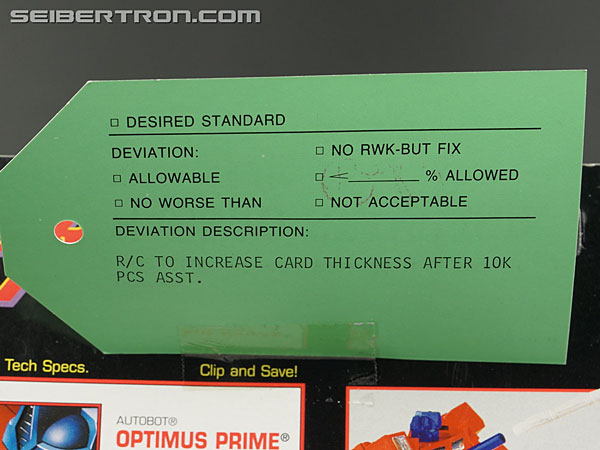 SEIBERTRON.COM
□ DESIRED STANDARD
DEVIATION:
□ NO RWK-BUT FIX
□ ALLOWABLE
□ < ________ % ALLOWED
□ NO WORSE THAN
□ NOT ACCEPTABLE
DEVIATION DESCRIPTION:
R/C TO INCREASE CARD THICKNESS AFTER 10K
PCS ASST.
Tech Specs.
Clip and Save!
AUTOBOT®
OPTIMUS PRIME®